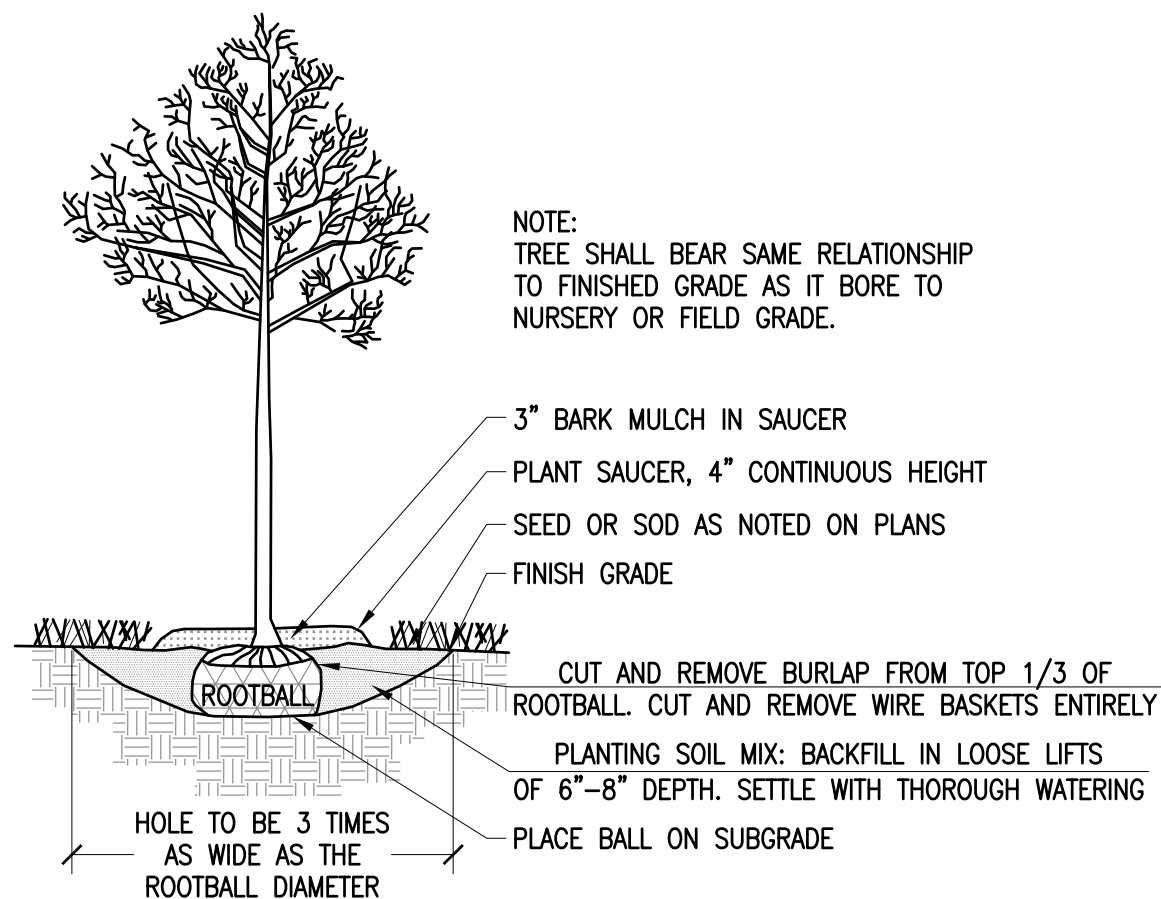 NOTE:
TREE SHALL BEAR SAME RELATIONSHIP
TO FINISHED GRADE AS IT BORE TO
NURSERY OR FIELD GRADE.
3” BARK MULCH IN SAUCER
PLANT SAUCER, 4” CONTINUOUS HEIGHT
SEED OR SOD AS NOTED ON PLANS
FINISH GRADE
CUT AND REMOVE BURLAP FROM TOP 1/3 OF
ROOTBALL. CUT AND REMOVE WIRE BASKETS ENTIRELY
ROOTBALL
PLANTING SOIL MIX: BACKFILL IN LOOSE LIFTS
OF 6”–8” DEPTH. SETTLE WITH THOROUGH WATERING
PLACE BALL ON SUBGRADE
HOLE TO BE 3 TIMES
AS WIDE AS THE
ROOTBALL DIAMETER